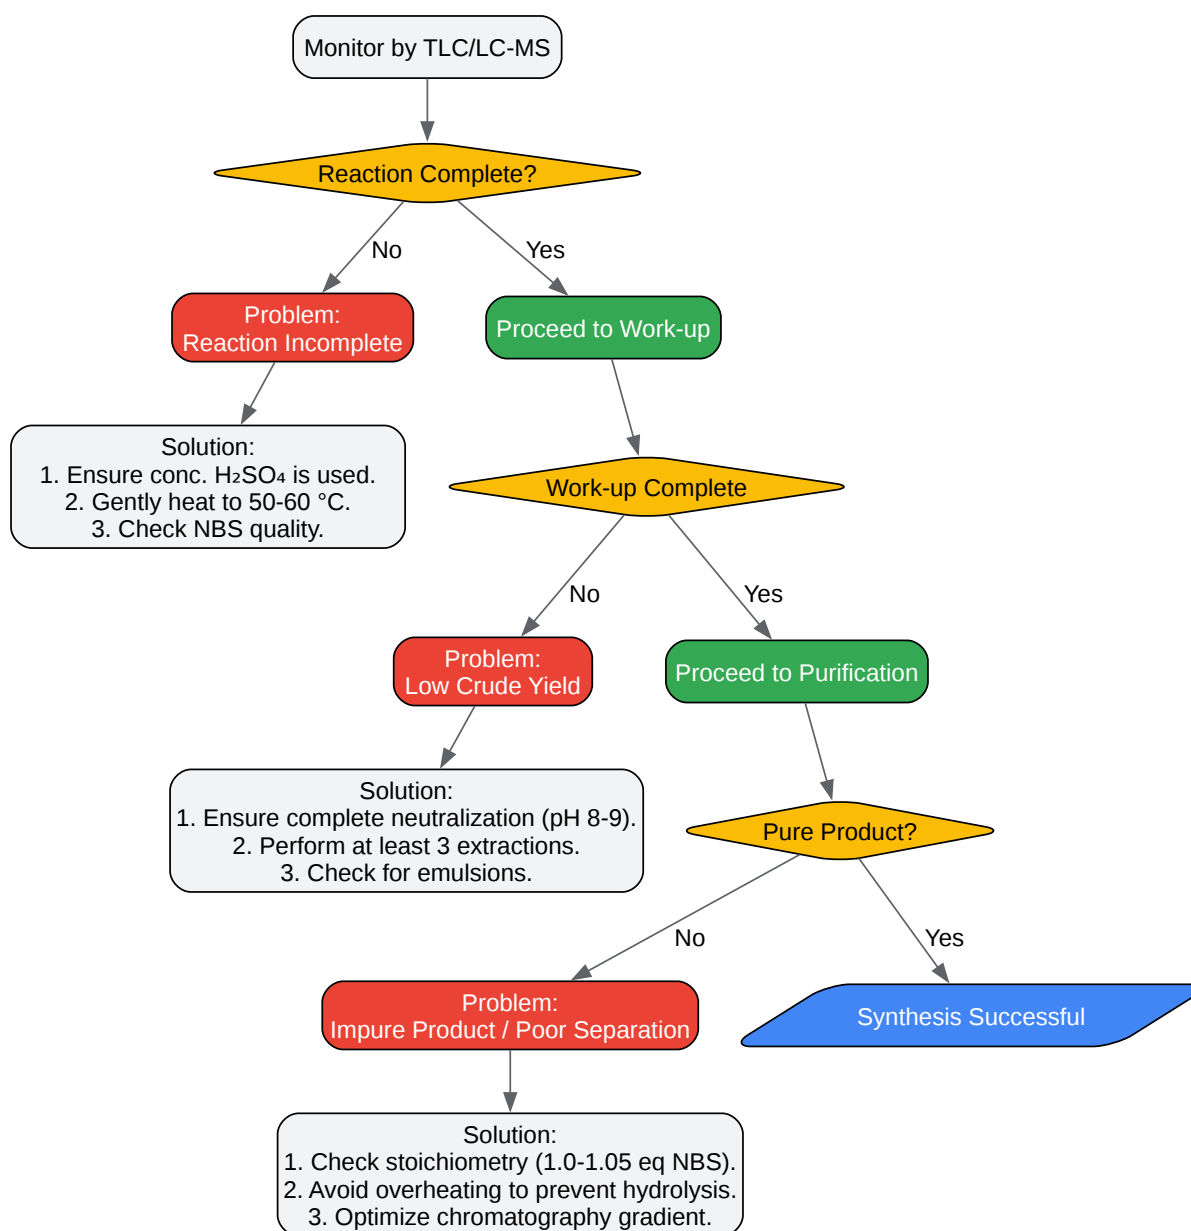 Monitor by TLC/LC-MS
Reaction Complete?
No
Yes
Problem:
Reaction Incomplete
Proceed to Work-up
Solution:
1. Ensure conc. H₂SO₄ is used.
2. Gently heat to 50-60 °C.
3. Check NBS quality.
Work-up Complete
No
Yes
Problem:
Low Crude Yield
Proceed to Purification
Solution:
1. Ensure complete neutralization (pH 8-9).
2. Perform at least 3 extractions.
3. Check for emulsions.
Pure Product?
No
Yes
Problem:
Impure Product / Poor Separation
Synthesis Successful
Solution:
1. Check stoichiometry (1.0-1.05 eq NBS).
2. Avoid overheating to prevent hydrolysis.
3. Optimize chromatography gradient.